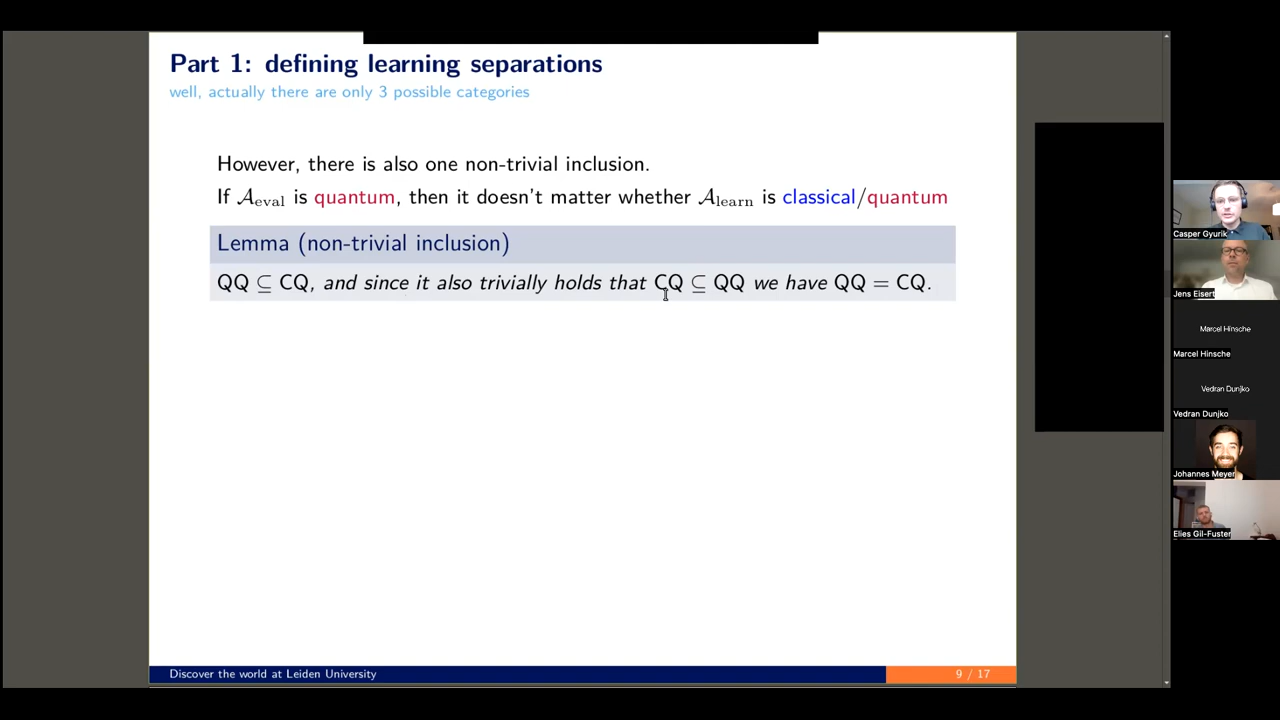 Part 1: defining learning separations
well, actually there are only 3 possible categories
However, there is also one non-trivial inclusion.
If 𝒜eval is quantum, then it doesn't matter whether 𝒜learn is classical/quantum
Lemma (non-trivial inclusion)
QQ ⊆ CQ, and since it also trivially holds that CQ ⊆ QQ we have QQ = CQ.
Discover the world at Leiden University
9 / 17
Casper Gyurik
Jens Eisert
Marcel Hinsche
Marcel Hinsche
Vedran Dunjko
Vedran Dunjko
Johannes Meyer
Elies Gil-Fuster